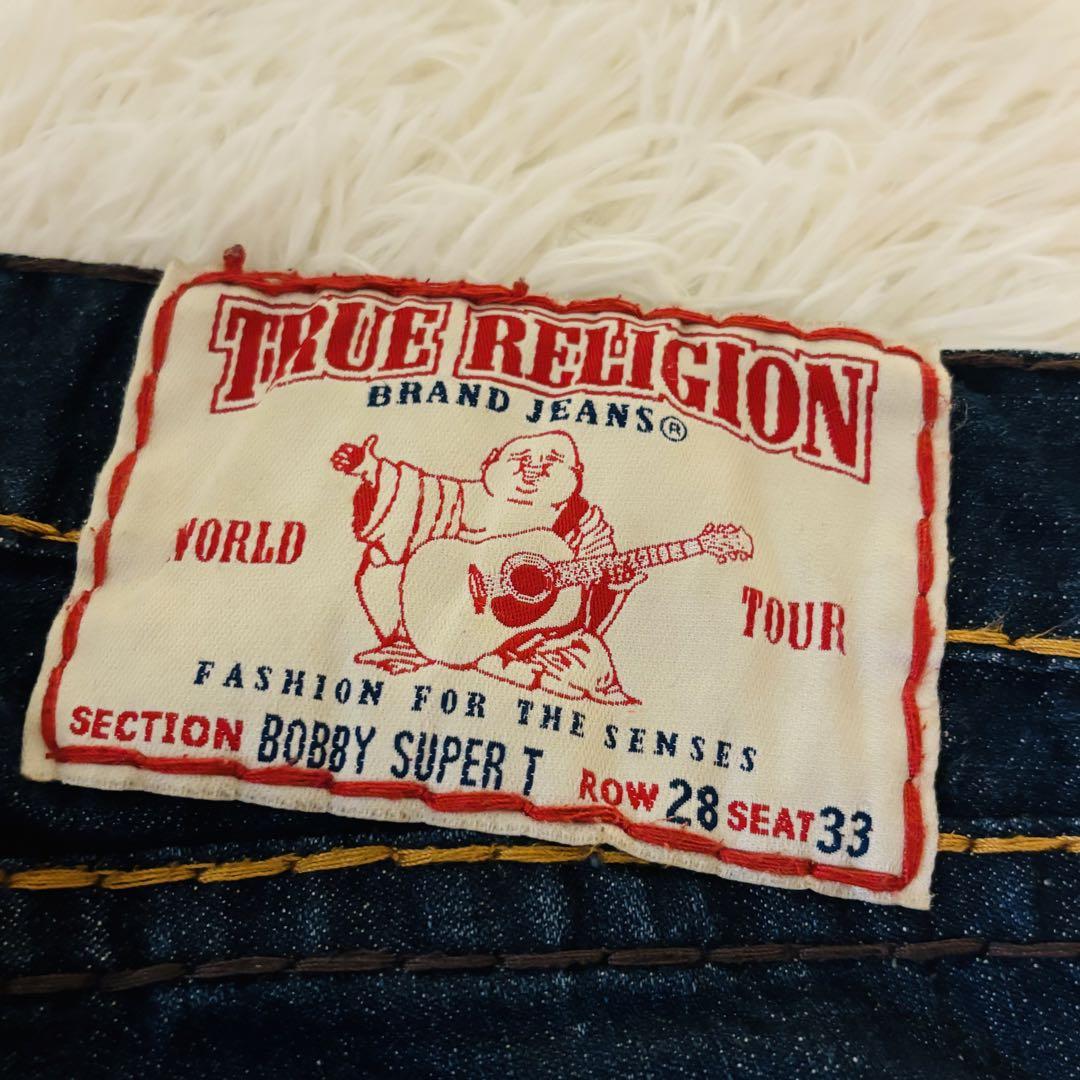 TRUE RELIGION
BRAND JEANS®
WORLD TOUR
FASHION FOR THE SENSES
SECTION BOBBY SUPER T ROW 28 SEAT 33